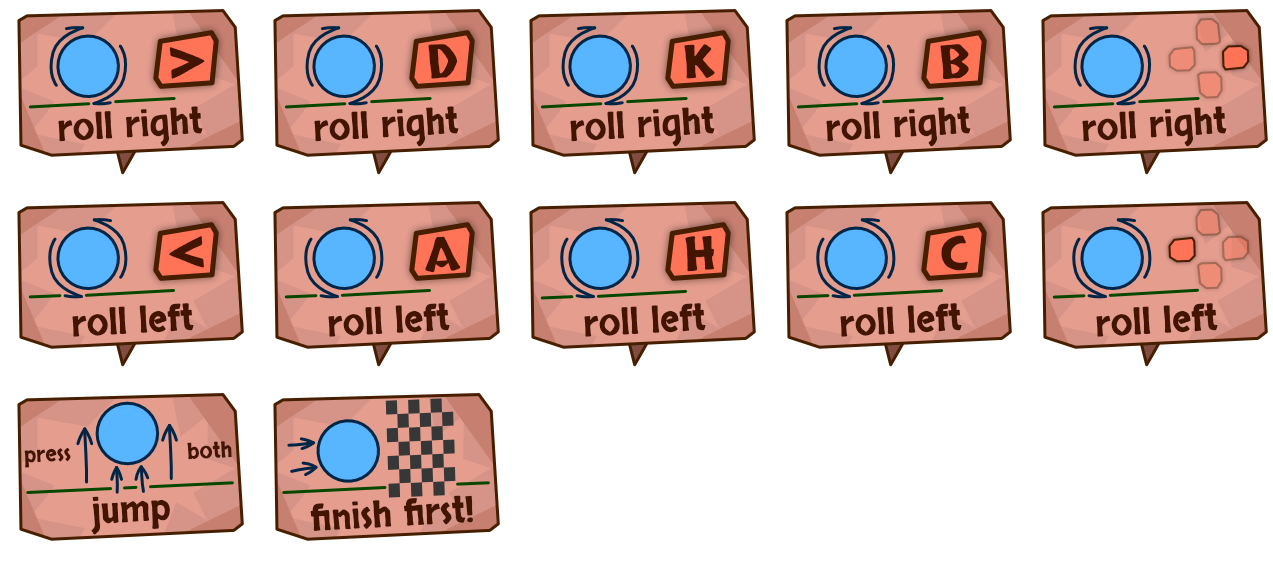 >
roll right
D
roll right
K
roll right
B
roll right
roll right
<
roll left
A
roll left
H
roll left
C
roll left
roll left
press both
jump
finish first!